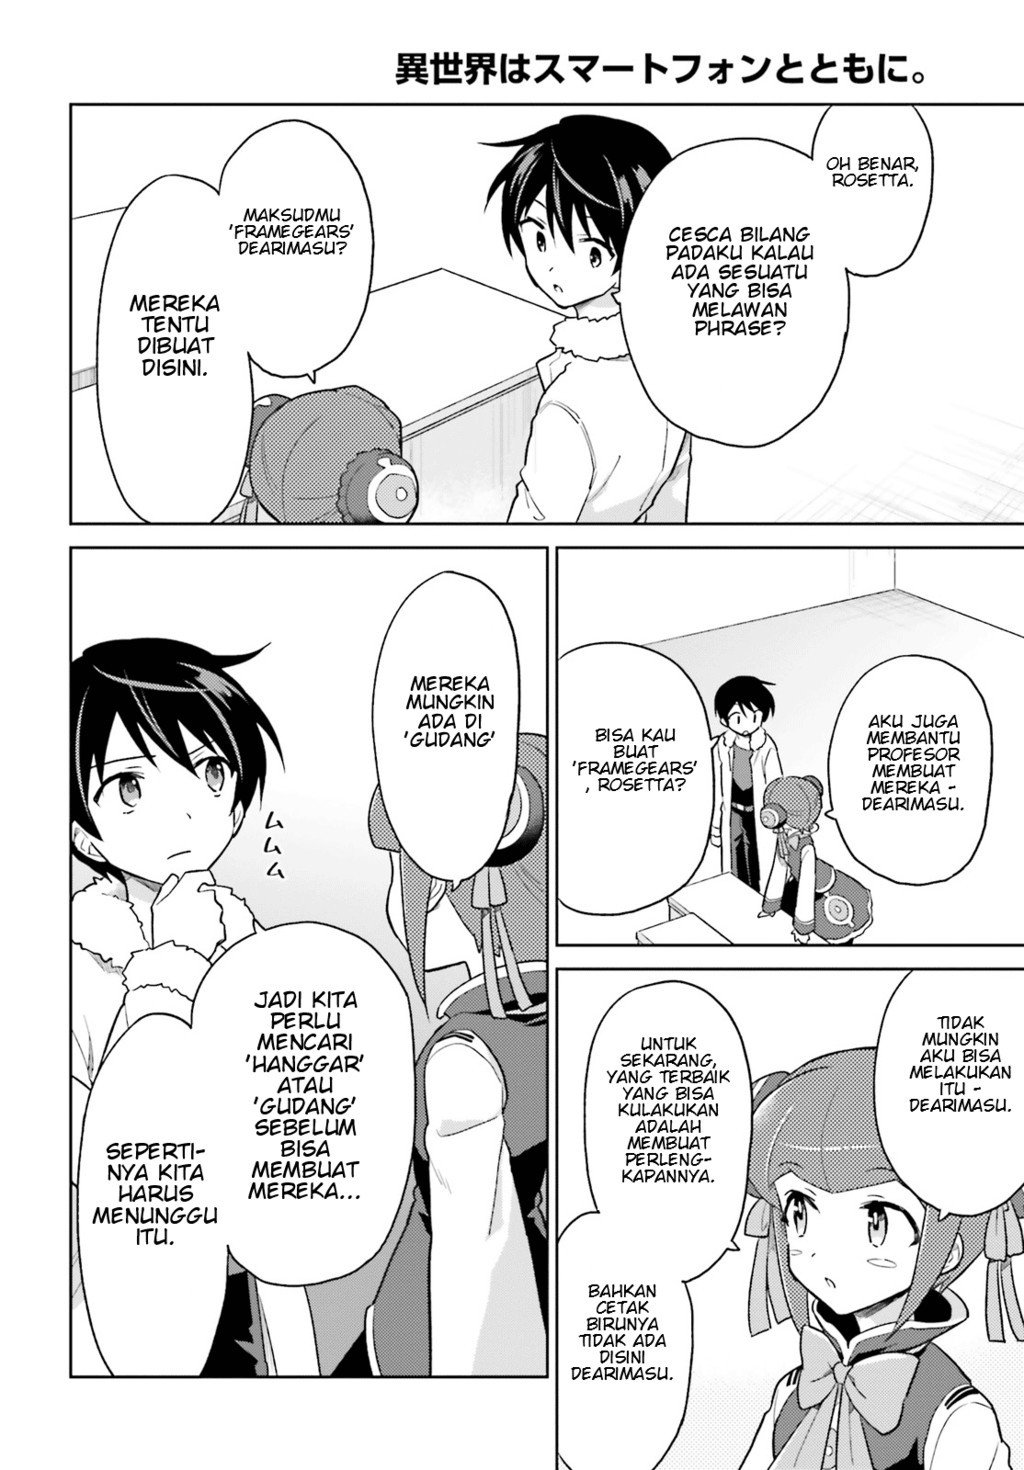 異世界はスマートフォンとともに。
OH BENAR,
ROSETTA.
CESCA BILANG
PADAKU KALAU
ADA SESUATU
YANG BISA
MELAWAN
PHRASE?
MAKSUDMU
'FRAMEGEARS'
DEARIMASU?
MEREKA
TENTU
DIBUAT
DISINI.
AKU JUGA
MEMBANTU
PROFESOR
MEMBUAT
MEREKA -
DEARIMASU.
BISA KAU
BUAT
'FRAMEGEARS'
, ROSETTA?
TIDAK
MUNGKIN
AKU BISA
MELAKUKAN
ITU -
DEARIMASU.
UNTUK
SEKARANG,
YANG TERBAIK
YANG BISA
KULAKUKAN
ADALAH
MEMBUAT
PERLENG-
KAPANNYA.
BAHKAN
CETAK
BIRUNYA
TIDAK ADA
DISINI
DEARIMASU.
MEREKA
MUNGKIN
ADA DI
'GUDANG'
ムムム
JADI KITA
PERLU
MENCARI
'HANGGAR'
ATAU
'GUDANG'
SEBELUM
BISA
MEMBUAT
MEREKA...
SEPERTI-
NYA KITA
HARUS
MENUNGGU
ITU.